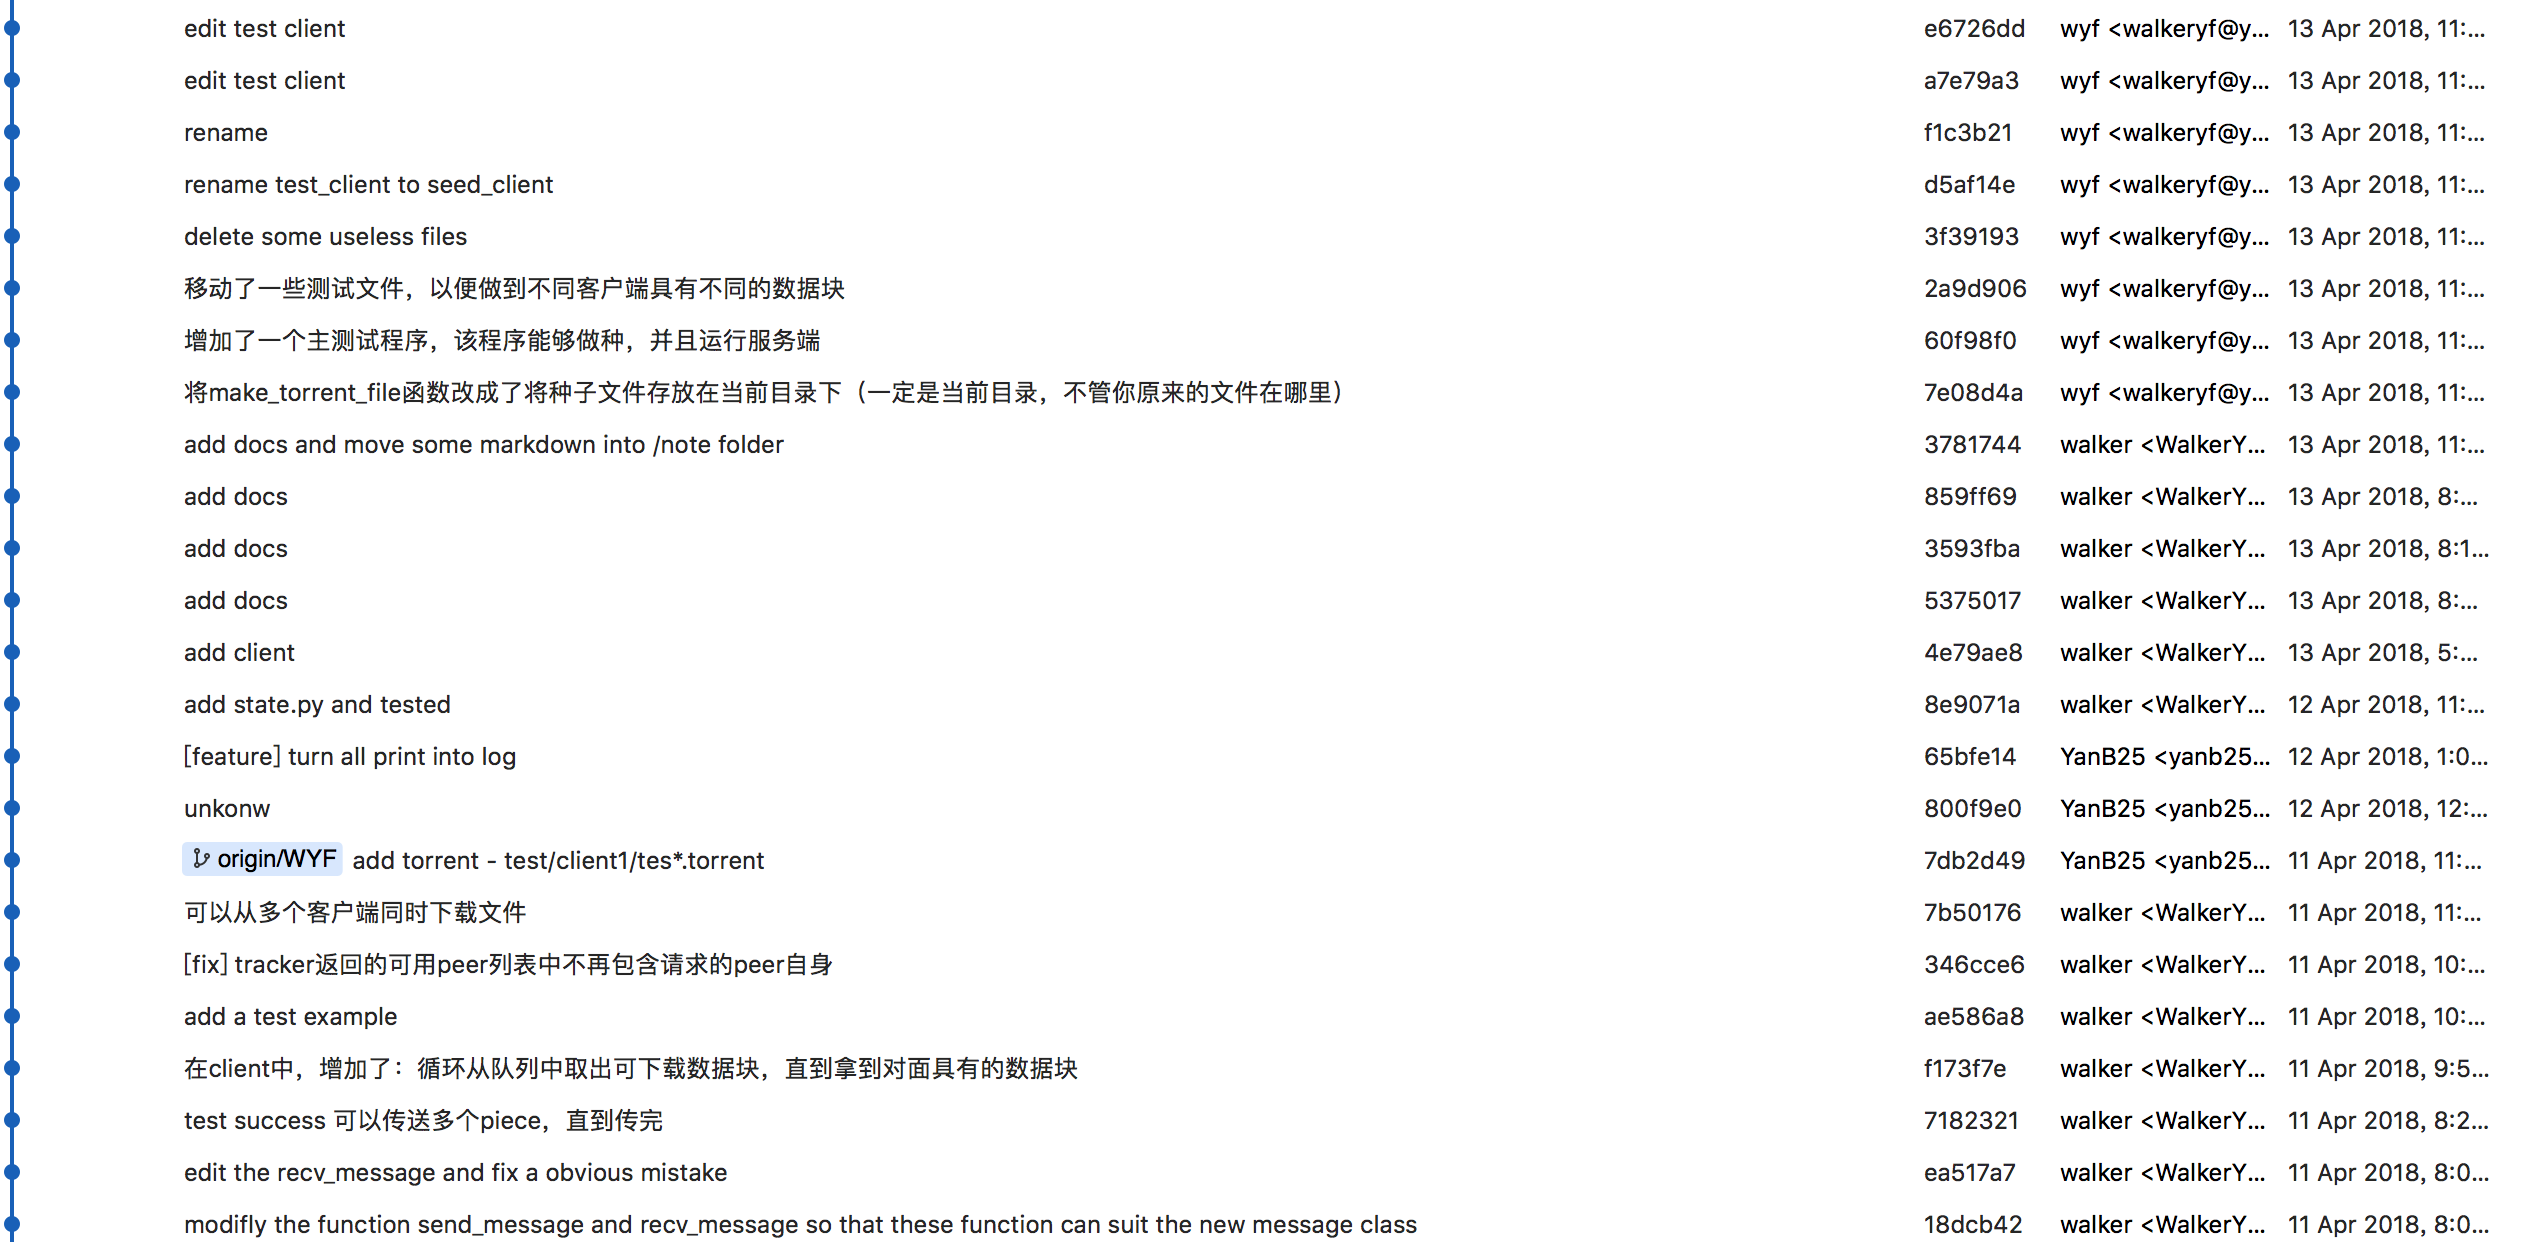 edit test client e6726dd wyf <walkeryf@y... 13 Apr 2018, 11:...
edit test client a7e79a3 wyf <walkeryf@y... 13 Apr 2018, 11:...
rename f1c3b21 wyf <walkeryf@y... 13 Apr 2018, 11:...
rename test_client to seed_client d5af14e wyf <walkeryf@y... 13 Apr 2018, 11:...
delete some useless files 3f39193 wyf <walkeryf@y... 13 Apr 2018, 11:...
移动了一些测试文件，以便做到不同客户端具有不同的数据块 2a9d906 wyf <walkeryf@y... 13 Apr 2018, 11:...
增加了一个主测试程序，该程序能够做种，并且运行服务端 60f98f0 wyf <walkeryf@y... 13 Apr 2018, 11:...
将make_torrent_file函数改成了将种子文件存放在当前目录下（一定是当前目录，不管你原来的文件在哪里） 7e08d4a wyf <walkeryf@y... 13 Apr 2018, 11:...
add docs and move some markdown into /note folder 3781744 walker <WalkerY... 13 Apr 2018, 11:...
add docs 859ff69 walker <WalkerY... 13 Apr 2018, 8:...
add docs 3593fba walker <WalkerY... 13 Apr 2018, 8:1...
add docs 5375017 walker <WalkerY... 13 Apr 2018, 8:...
add client 4e79ae8 walker <WalkerY... 13 Apr 2018, 5:...
add state.py and tested 8e9071a walker <WalkerY... 12 Apr 2018, 11:...
[feature] turn all print into log 65bfe14 YanB25 <yanb25... 12 Apr 2018, 1:0...
unkonw 800f9e0 YanB25 <yanb25... 12 Apr 2018, 12:...
origin/WYF add torrent - test/client1/tes*.torrent 7db2d49 YanB25 <yanb25... 11 Apr 2018, 11:...
可以从多个客户端同时下载文件 7b50176 walker <WalkerY... 11 Apr 2018, 11:...
[fix] tracker返回的可用peer列表中不再包含请求的peer自身 346cce6 walker <WalkerY... 11 Apr 2018, 10:...
add a test example ae586a8 walker <WalkerY... 11 Apr 2018, 10:...
在client中，增加了：循环从队列中取出可下载数据块，直到拿到对面具有的数据块 f173f7e walker <WalkerY... 11 Apr 2018, 9:5...
test success 可以传送多个piece，直到传完 7182321 walker <WalkerY... 11 Apr 2018, 8:2...
edit the recv_message and fix a obvious mistake ea517a7 walker <WalkerY... 11 Apr 2018, 8:0...
modifly the function send_message and recv_message so that these function can suit the new message class 18dcb42 walker <WalkerY... 11 Apr 2018, 8:0...